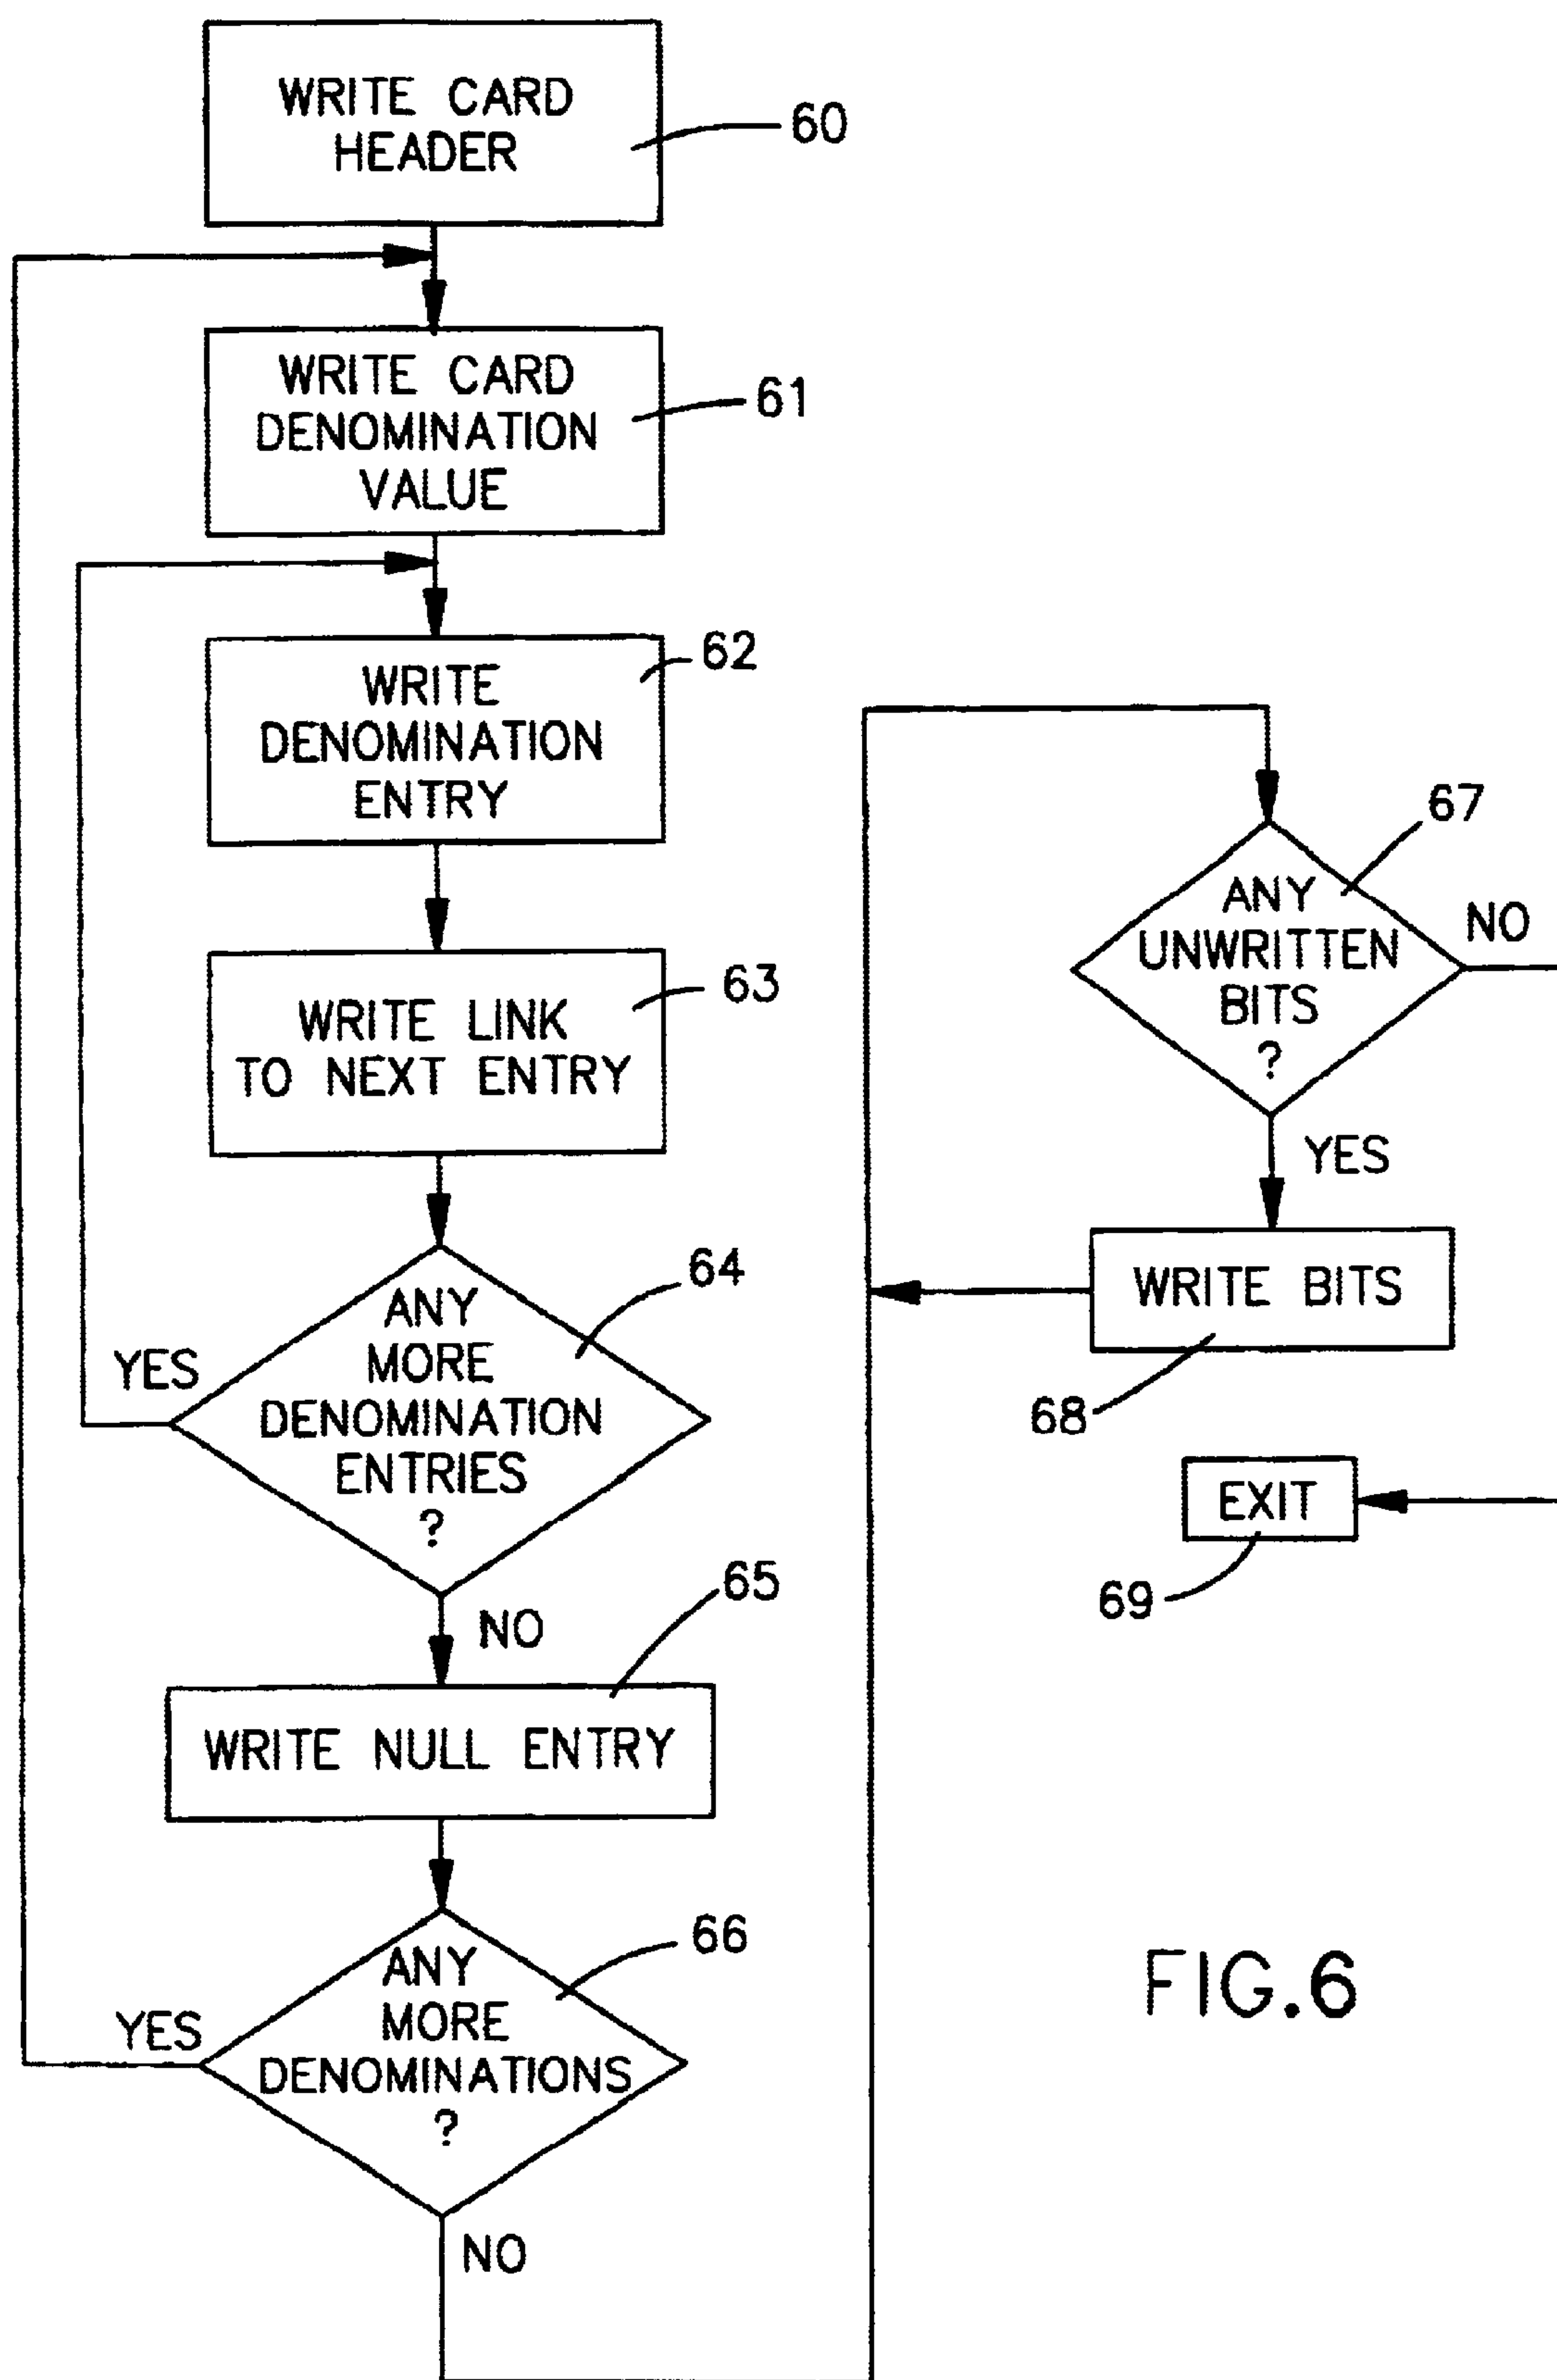 WRITE CARD
HEADER
60
WRITE CARD
DENOMINATION
VALUE
61
WRITE
DENOMINATION
ENTRY
62
WRITE LINK
TO NEXT ENTRY
63
ANY
MORE
DENOMINATION
ENTRIES
?
64
YES
NO
WRITE NULL ENTRY
65
ANY
MORE
DENOMINATIONS
?
66
YES
NO
ANY
UNWRITTEN
BITS
?
67
NO
YES
WRITE BITS
68
EXIT
69
FIG.6